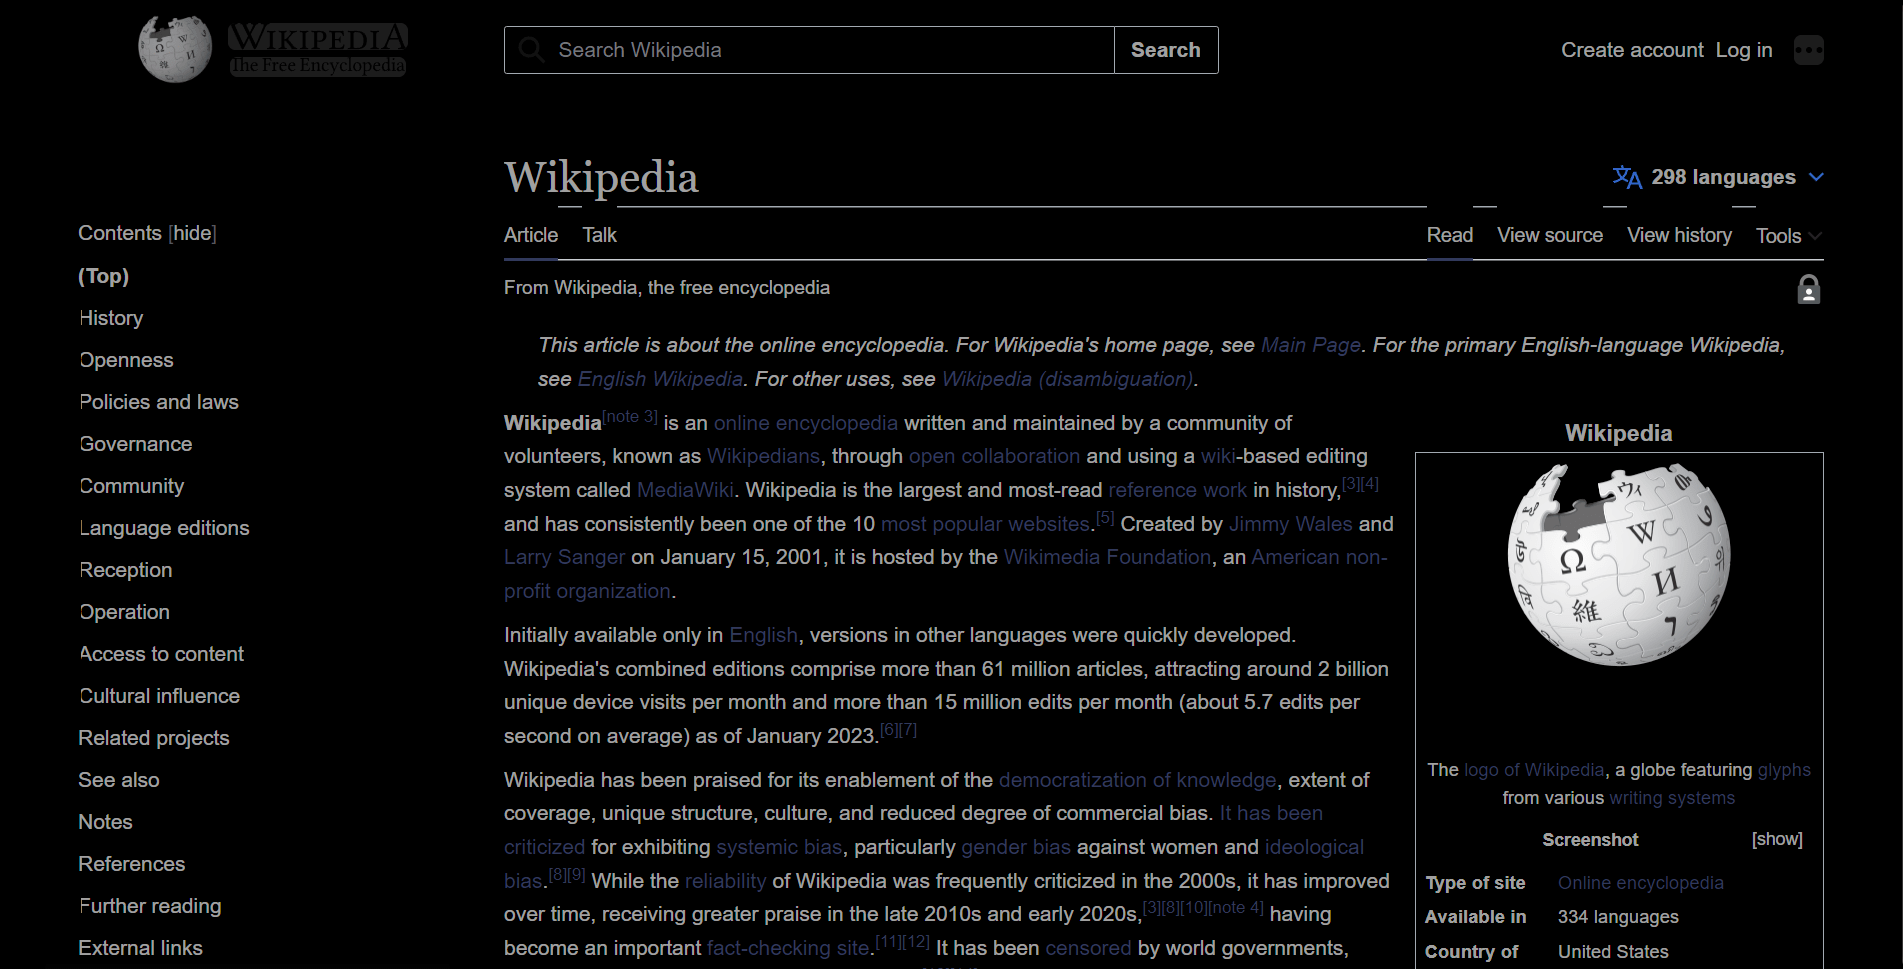 WIKIPEDIA
The Free Encyclopedia
Search Wikipedia
Search
Create account Log in
Wikipedia
298 languages
Article Talk
Read View source View history Tools
From Wikipedia, the free encyclopedia
Contents [hide]
(Top)
History
Openness
Policies and laws
Governance
Community
Language editions
Reception
Operation
Access to content
Cultural influence
Related projects
See also
Notes
References
Further reading
External links
This article is about the online encyclopedia. For Wikipedia's home page, see Main Page. For the primary English-language Wikipedia,
see English Wikipedia. For other uses, see Wikipedia (disambiguation).
Wikipedia[note 3] is an online encyclopedia written and maintained by a community of
volunteers, known as Wikipedians, through open collaboration and using a wiki-based editing
system called MediaWiki. Wikipedia is the largest and most-read reference work in history,[3][4]
and has consistently been one of the 10 most popular websites.[5] Created by Jimmy Wales and
Larry Sanger on January 15, 2001, it is hosted by the Wikimedia Foundation, an American non-
profit organization.
Initially available only in English, versions in other languages were quickly developed.
Wikipedia's combined editions comprise more than 61 million articles, attracting around 2 billion
unique device visits per month and more than 15 million edits per month (about 5.7 edits per
second on average) as of January 2023.[6][7]
Wikipedia has been praised for its enablement of the democratization of knowledge, extent of
coverage, unique structure, culture, and reduced degree of commercial bias. It has been
criticized for exhibiting systemic bias, particularly gender bias against women and ideological
bias.[8][9] While the reliability of Wikipedia was frequently criticized in the 2000s, it has improved
over time, receiving greater praise in the late 2010s and early 2020s,[3][8][10][note 4] having
become an important fact-checking site.[11][12] It has been censored by world governments,
Wikipedia
ウィ
W
Ω
И
維
The logo of Wikipedia, a globe featuring glyphs
from various writing systems
Screenshot [show]
Type of site Online encyclopedia
Available in 334 languages
Country of United States